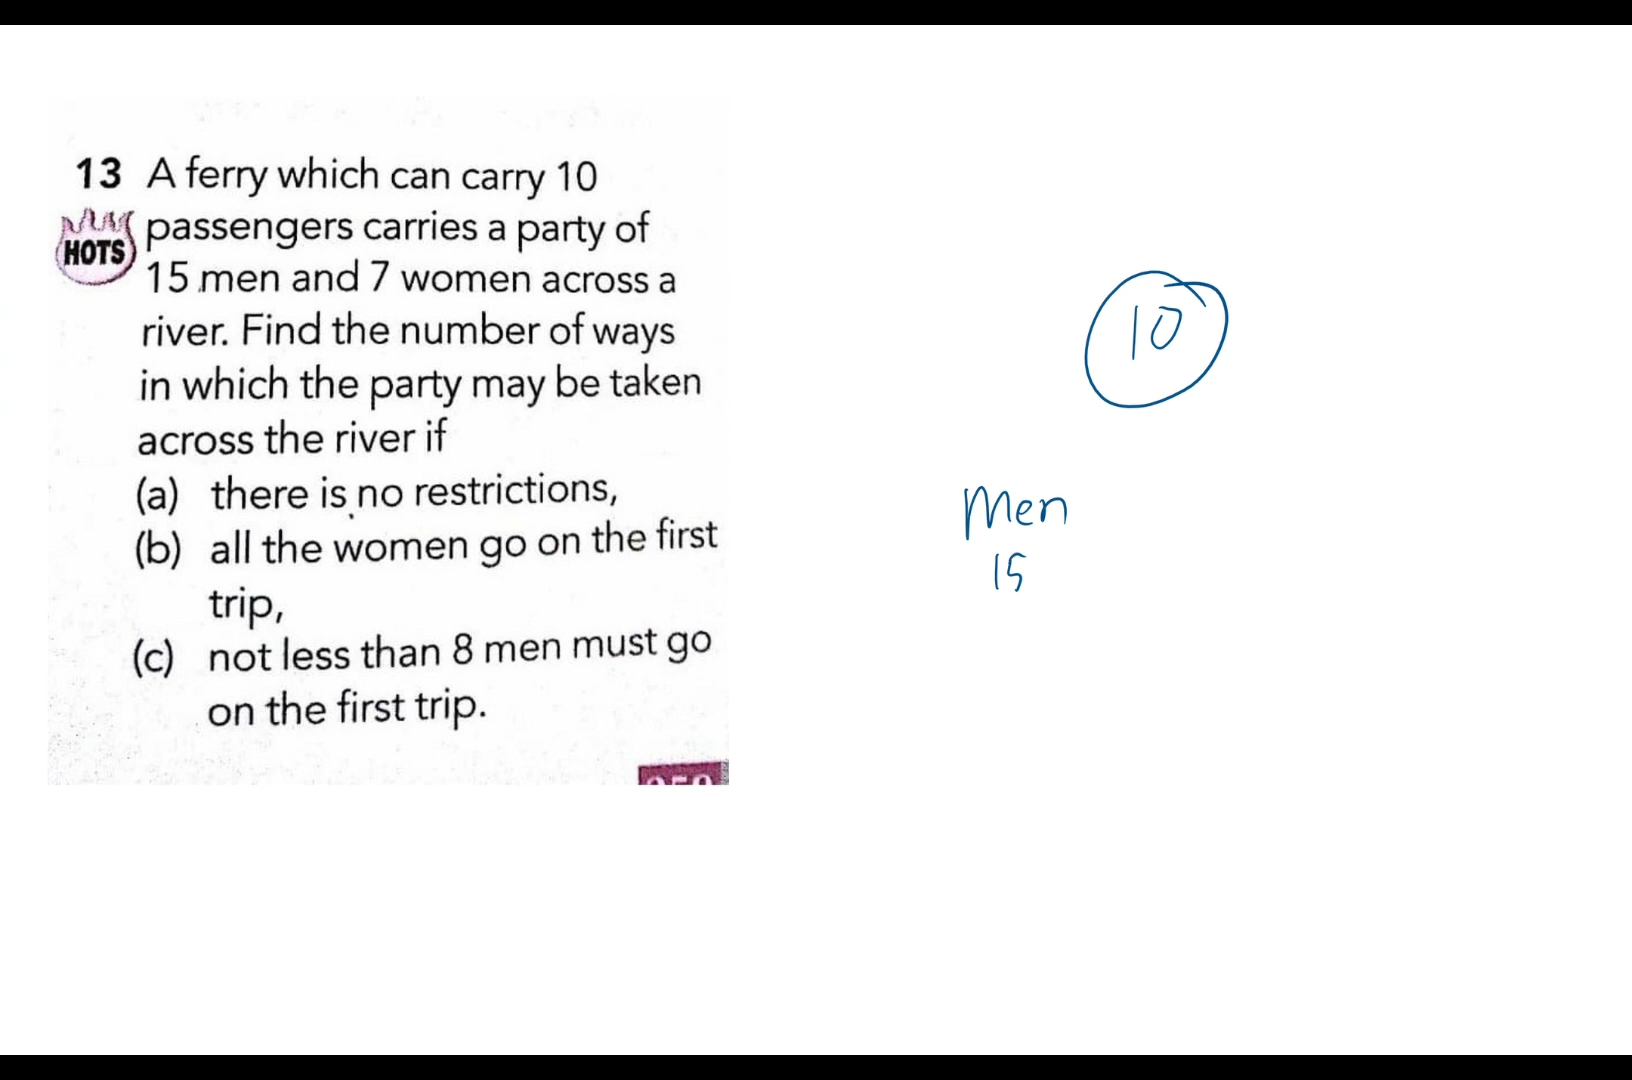 13 A ferry which can carry 10
HOTS
passengers carries a party of
15 men and 7 women across a
river. Find the number of ways
in which the party may be taken
across the river if
(a) there is no restrictions,
(b) all the women go on the first
trip,
(c) not less than 8 men must go
on the first trip.
10
Men
15